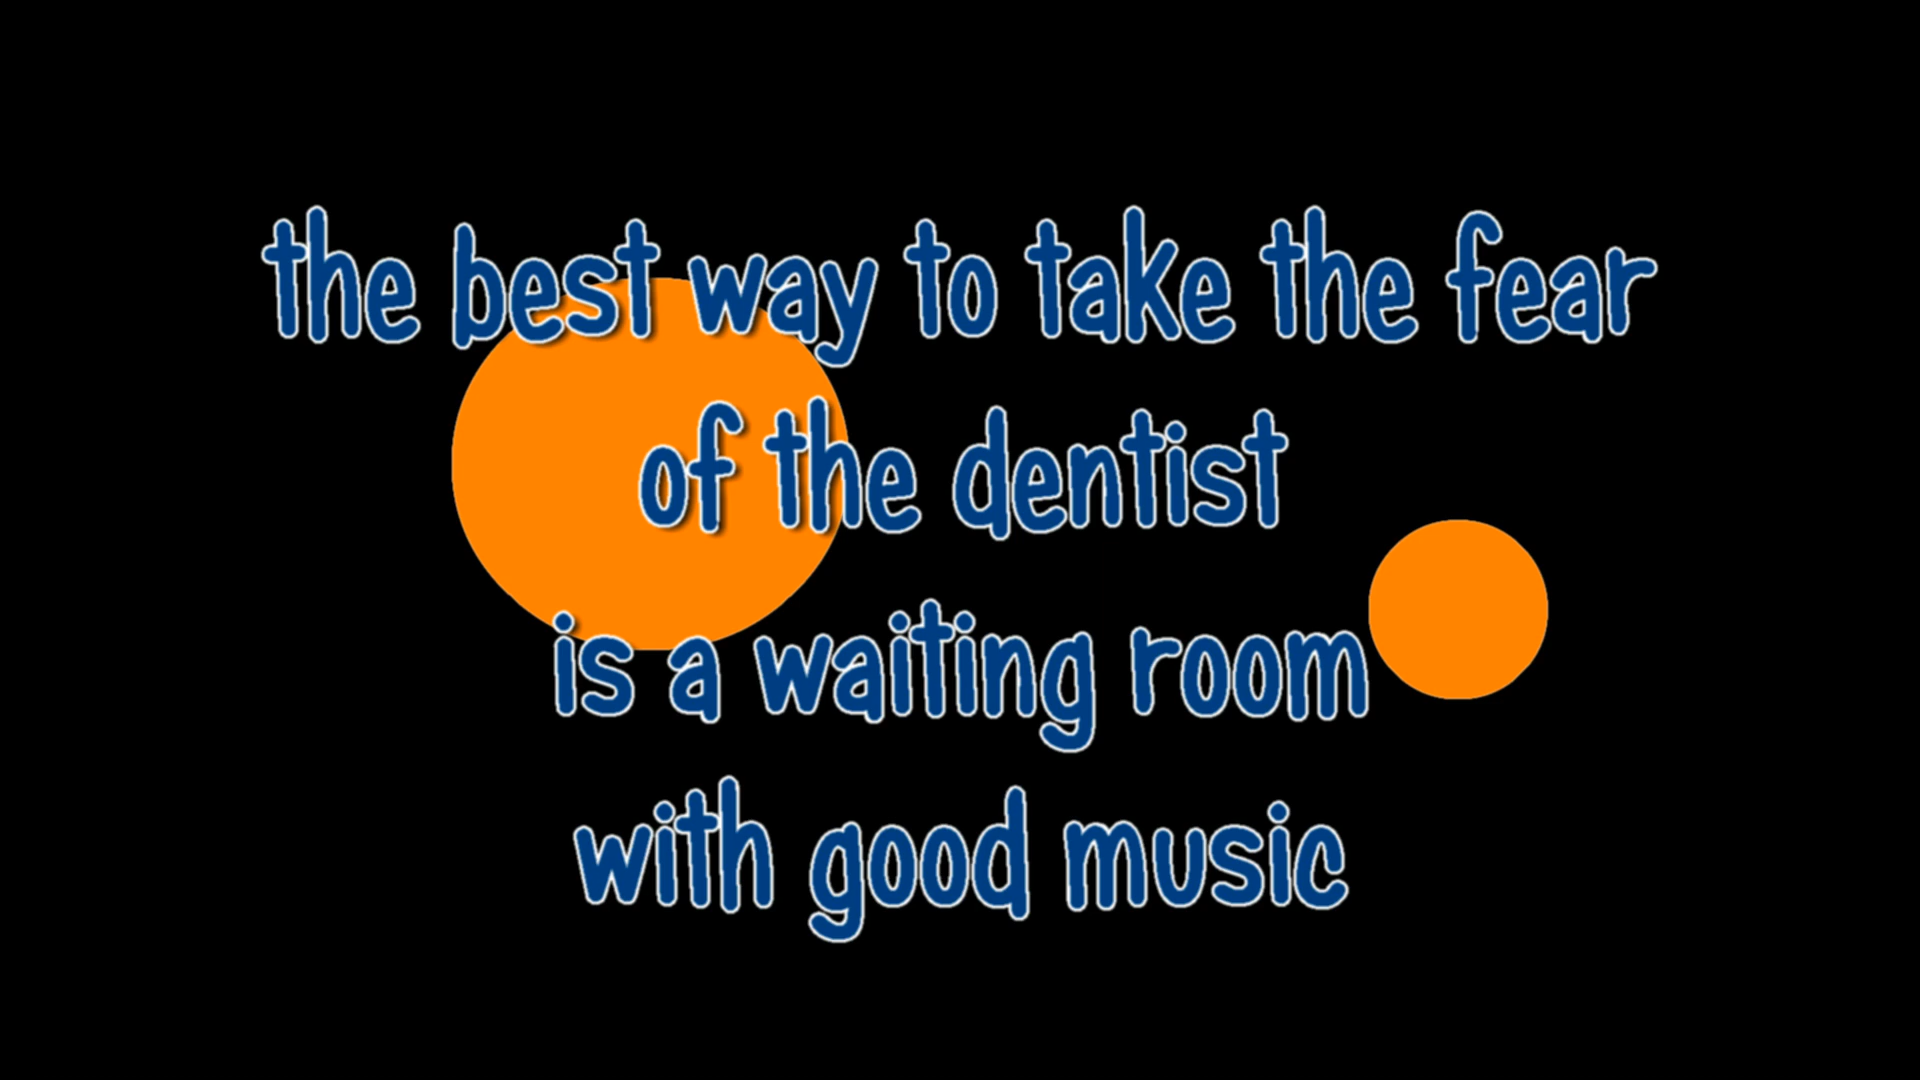 the best way to take the fear
of the dentist
is a waiting room
with good music